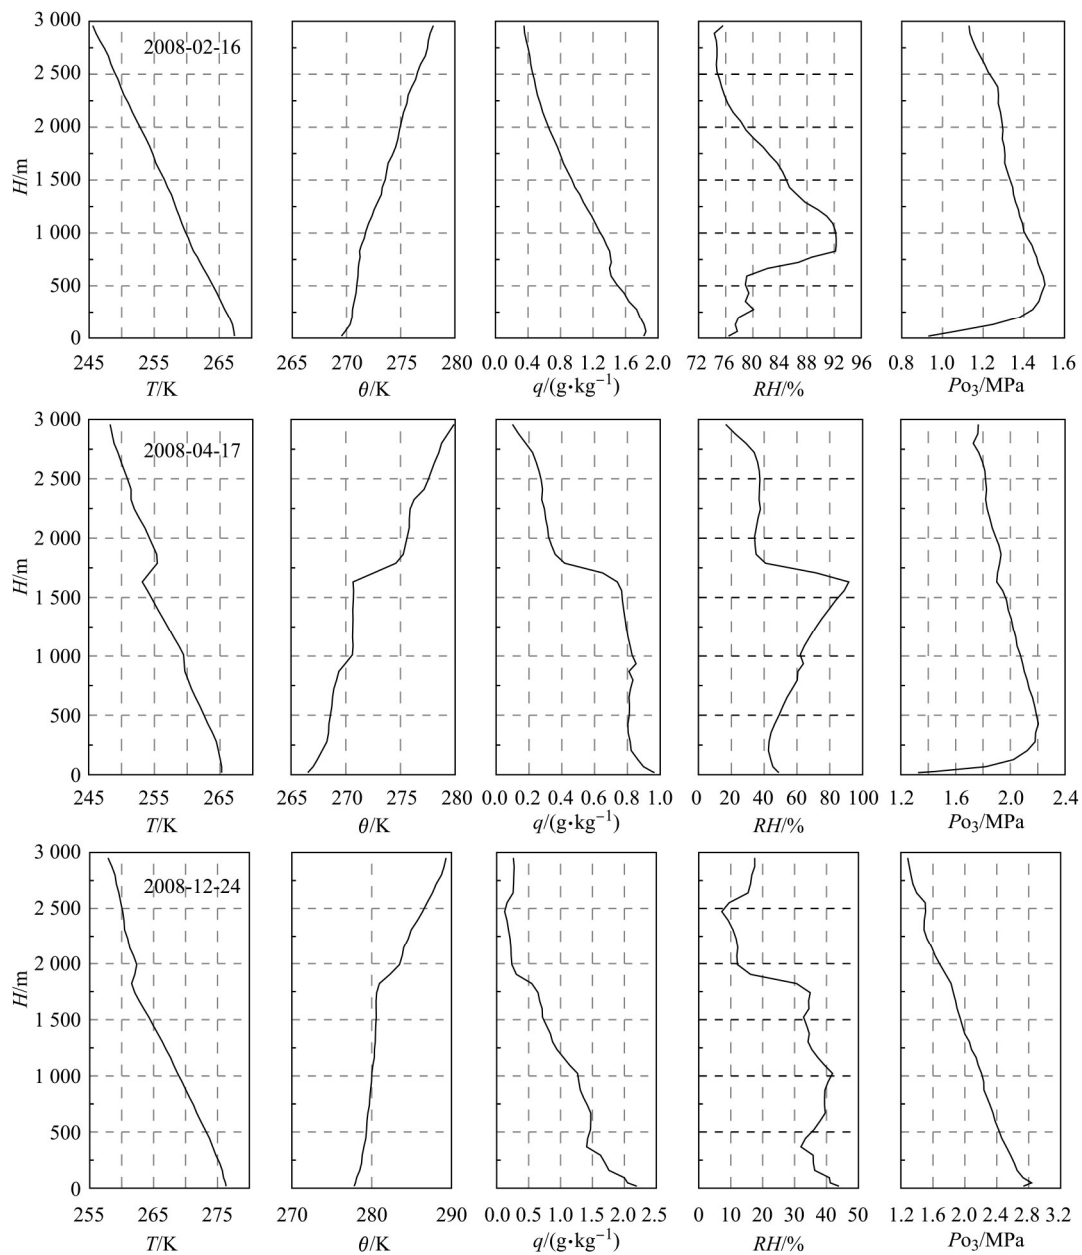 3 000
2 500
2 000
1 500
1 000
500
0
H/m
2008-02-16
245 255 265
265 270 275 280
0.0 0.4 0.8 1.2 1.6 2.0
72 76 80 84 88 92 96
0.8 1.0 1.2 1.4 1.6
T/K
θ/K
q/(g•kg⁻¹)
RH/%
Po₃/MPa
3 000
2 500
2 000
1 500
1 000
500
0
H/m
2008-04-17
245 255 265
265 270 275 280
0.0 0.2 0.4 0.6 0.8 1.0
0 20 40 60 80 100
1.2 1.6 2.0 2.4
T/K
θ/K
q/(g•kg⁻¹)
RH/%
Po₃/MPa
3 000
2 500
2 000
1 500
1 000
500
0
H/m
2008-12-24
255 265 275
270 280 290
0.0 0.5 1.0 1.5 2.0 2.5
0 10 20 30 40 50
1.2 1.6 2.0 2.4 2.8 3.2
T/K
θ/K
q/(g•kg⁻¹)
RH/%
Po₃/MPa